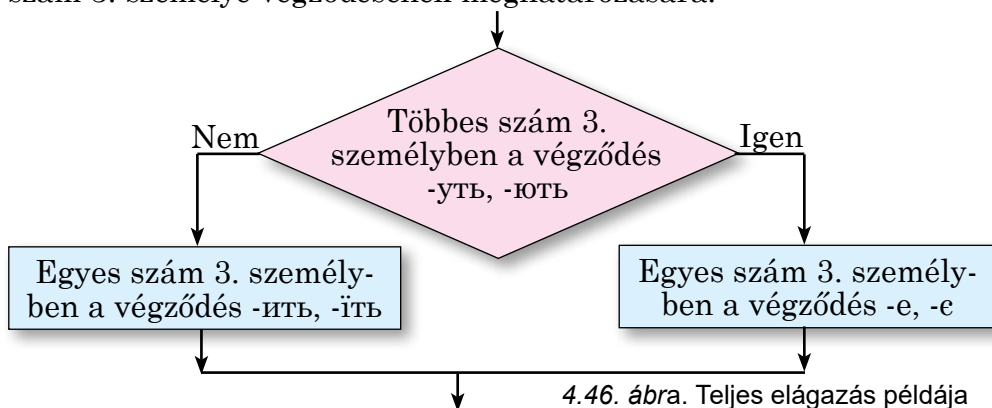 szám 3. személye végződésének meghatározására.
Többes szám 3.
személyben a végződés
-уть, -ють
Nem
Igen
Egyes szám 3. személy-
ben a végződés -ить, -їть
Egyes szám 3. személy-
ben a végződés -е, -є
4.46. ábra. Teljes elágazás példája